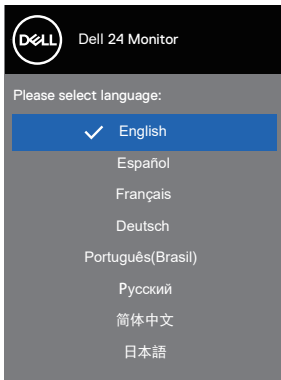 DELL
Dell 24 Monitor
Please select language:
English
Español
Français
Deutsch
Português(Brasil)
Русский
简体中文
日本語